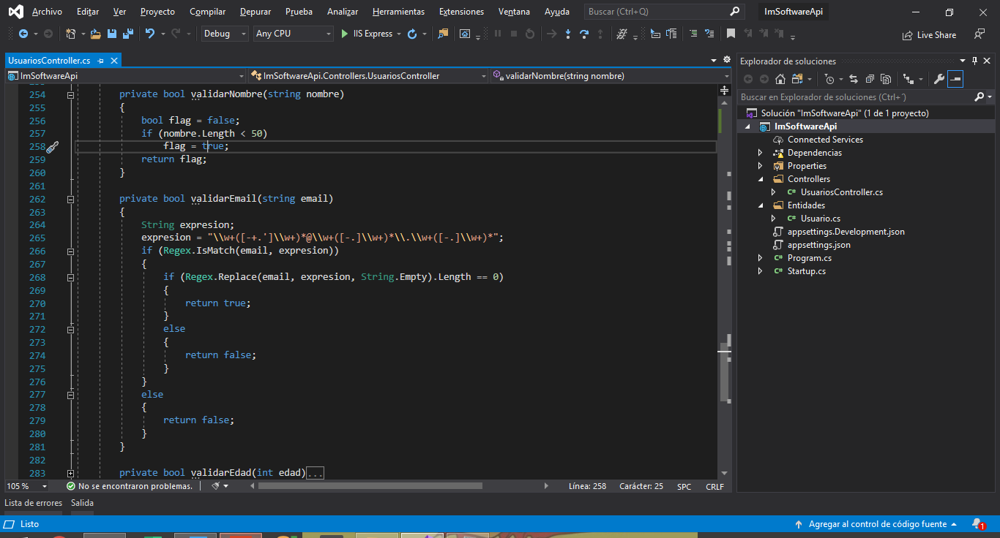 Archivo Editar Ver Proyecto Compilar Depurar Prueba Analizar Herramientas Extensiones Ventana Ayuda Buscar (Ctrl+Q) ImSoftwareApi
Debug Any CPU IIS Express Live Share
UsuariosController.cs
ImSoftwareApi ImSoftwareApi.Controllers.UsuariosController validarNombre(string nombre)
254 private bool validarNombre(string nombre)
255 {
256 bool flag = false;
257 if (nombre.Length < 50)
258 flag = true;
259 return flag;
260 }
261
262 private bool validarEmail(string email)
263 {
264 String expresion;
265 expresion = "\\w+([-+.']\\w+)*@\\w+([-.]\\w+)*\\.\\w+([-.]\\w+)*";
266 if (Regex.IsMatch(email, expresion))
267 {
268 if (Regex.Replace(email, expresion, String.Empty).Length == 0)
269 {
270 return true;
271 }
272 else
273 {
274 return false;
275 }
276 }
277 else
278 {
279 return false;
280 }
281 }
282
283 private bool validarEdad(int edad)...
105 % No se encontraron problemas. Línea: 258 Carácter: 25 SPC CRLF
Explorador de soluciones
Buscar en Explorador de soluciones (Ctrl+´)
Solución "ImSoftwareApi" (1 de 1 proyecto)
ImSoftwareApi
Connected Services
Dependencias
Properties
Controllers
C# UsuariosController.cs
Entidades
C# Usuario.cs
appsettings.Development.json
appsettings.json
C# Program.cs
C# Startup.cs
Lista de errores Salida
Listo Agregar al control de código fuente 1